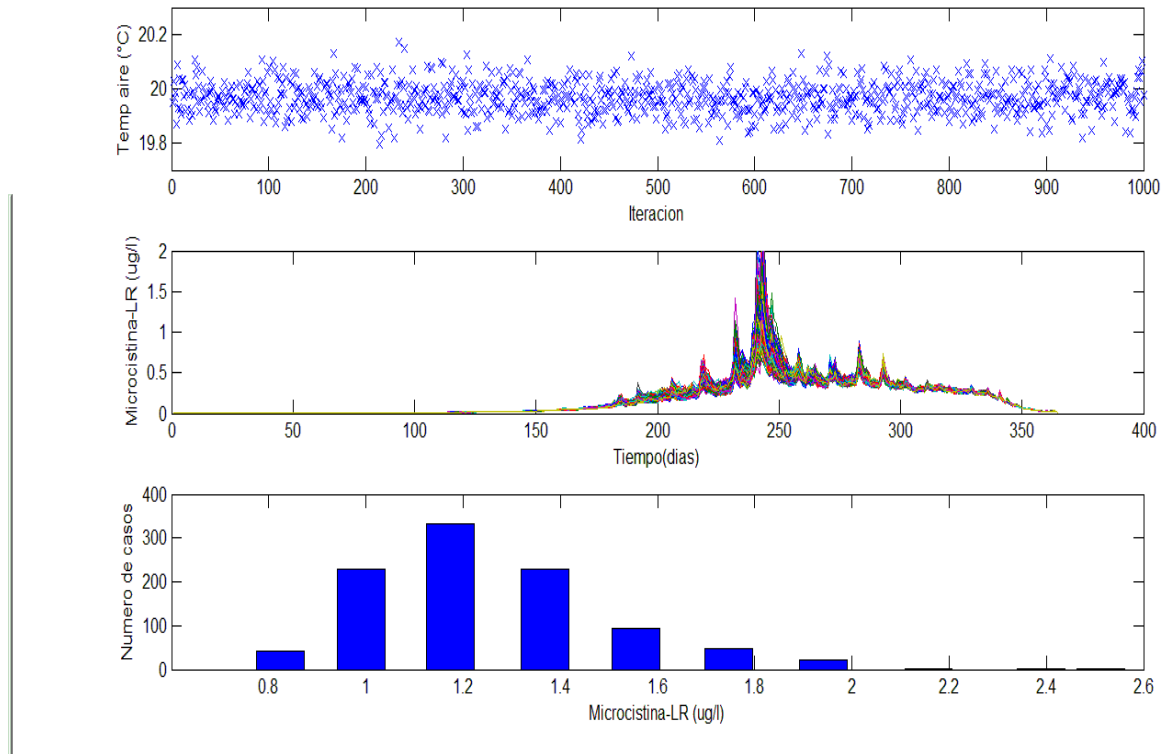 Temp aire (°C)
20.2
20
19.8
0 100 200 300 400 500 600 700 800 900 1000
Iteracion
Microcistina-LR (ug/l)
2
1.5
1
0.5
0
0 50 100 150 200 250 300 350 400
Tiempo(dias)
Numero de casos
400
300
200
100
0
0.8 1 1.2 1.4 1.6 1.8 2 2.2 2.4 2.6
Microcistina-LR (ug/l)